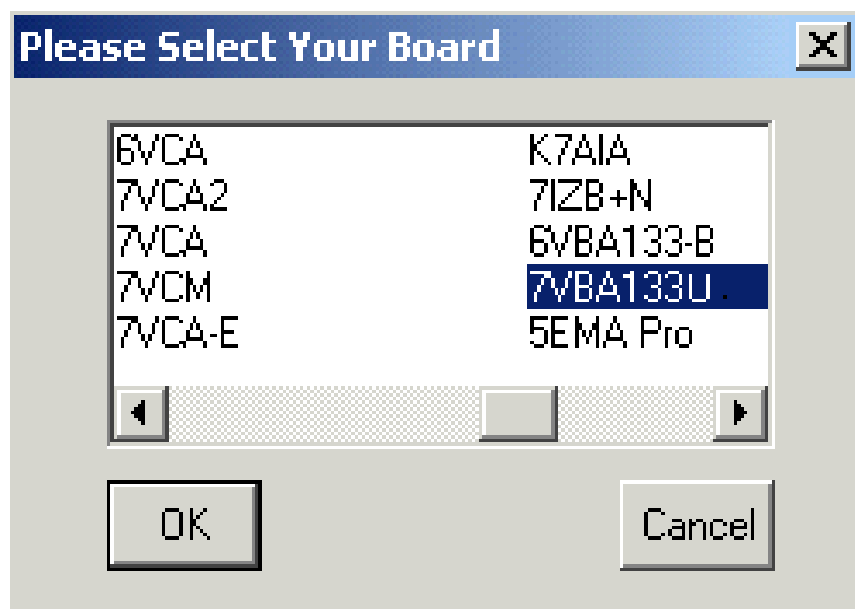 Please Select Your Board
6VCA
7VCA2
7VCA
7VCM
7VCA-E
K7AIA
7IZB+N
6VBA133-B
7VBA133U .
5EMA Pro
OK
Cancel